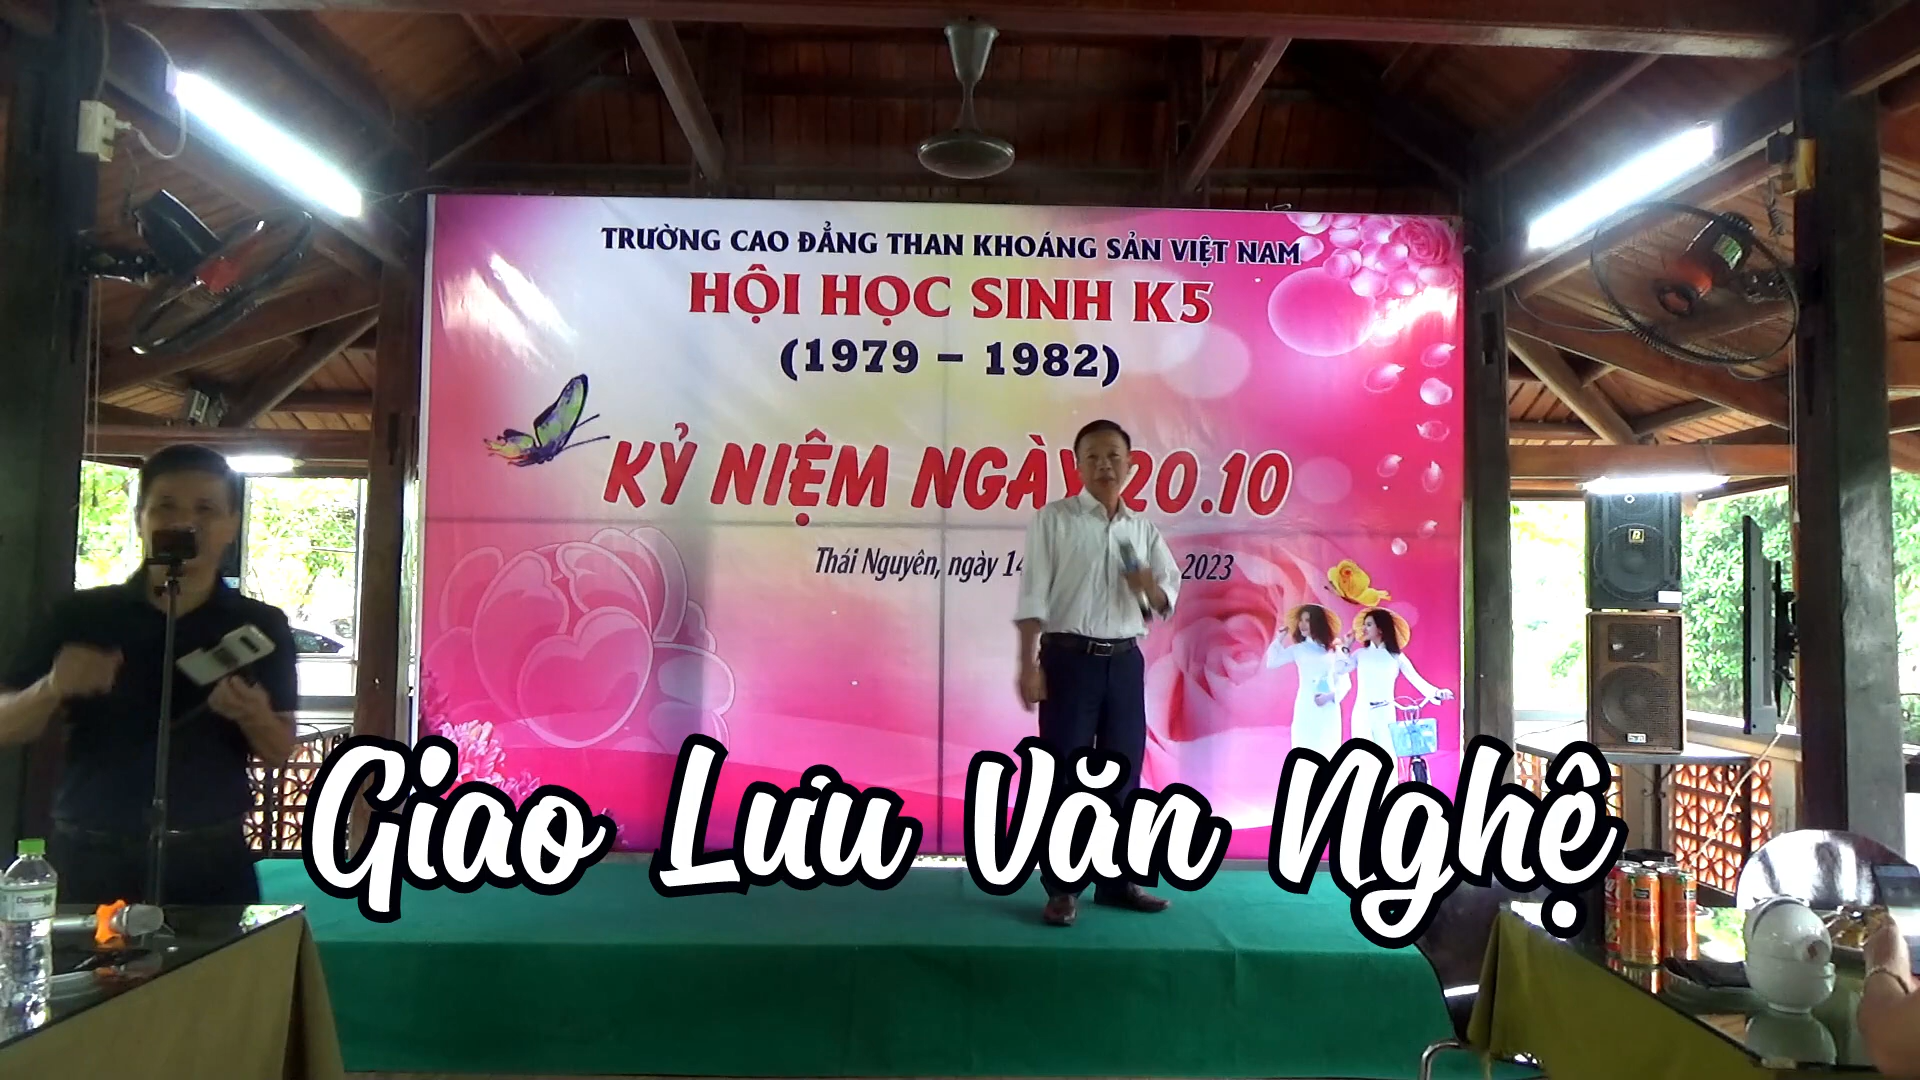 TRƯỜNG CAO ĐẲNG THAN KHOÁNG SẢN VIỆT NAM
HỘI HỌC SINH K5
(1979 – 1982)
KỶ NIỆM NGÀY 20.10
Thái Nguyên, ngày 14 2023
Giao Lưu Văn Nghệ